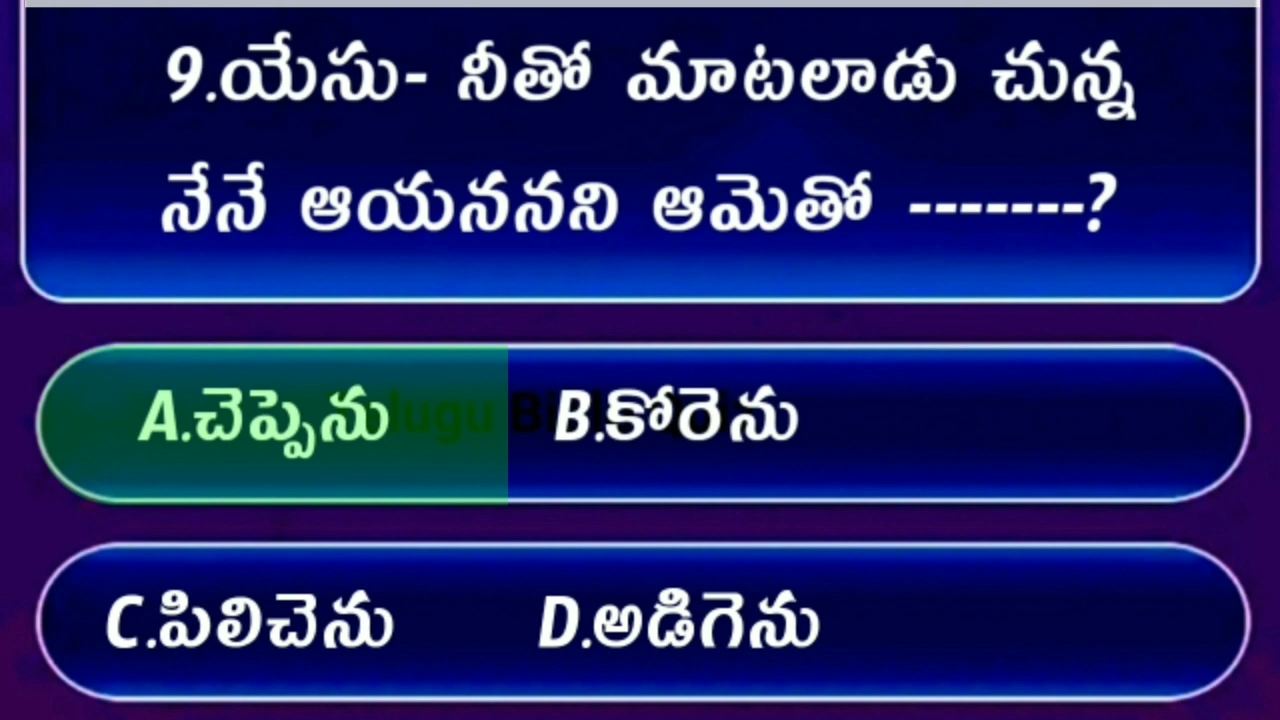 9.యేసు- నీతో మాటలాడు చున్న
నేనే ఆయననని ఆమెతో -------?
A.చెప్పెను B.కోరెను
C.పిలిచెను D.అడిగెను